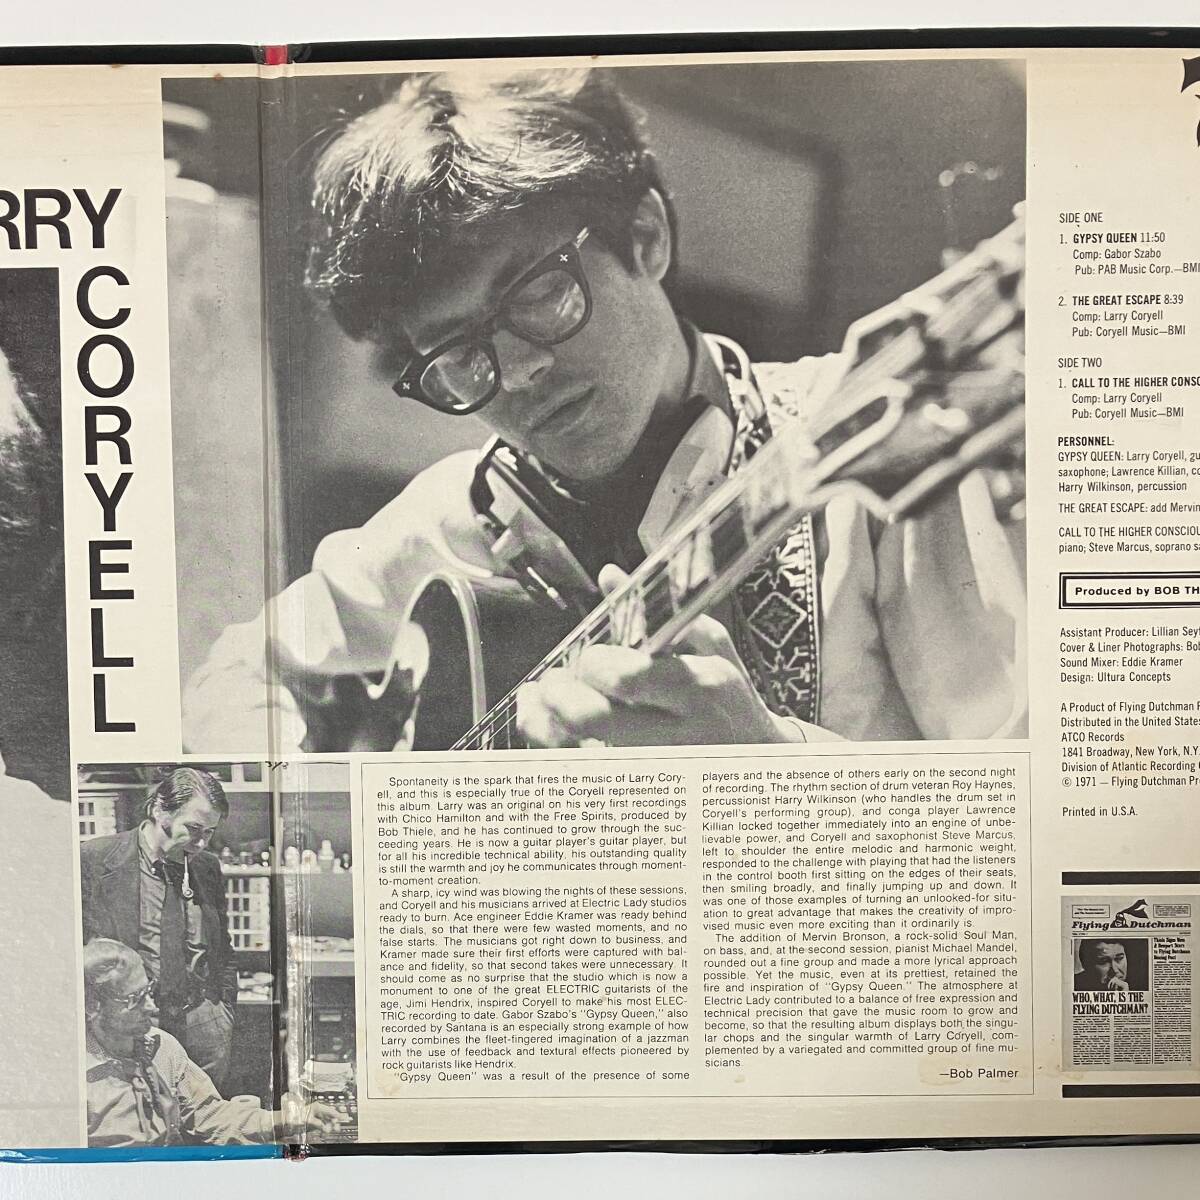 RRY
CORYELL
Spontaneity is the spark that fires the music of Larry Cory-
ell, and this is especially true of the Coryell represented on
this album. Larry was an original on his very first recordings
with Chico Hamilton and with the Free Spirits, produced by
Bob Thiele, and he has continued to grow through the suc-
ceeding years. He is now a guitar player's guitar player, but
for all his incredible technical ability, his outstanding quality
is still the warmth and joy he communicates through moment-
to-moment creation.
A sharp, icy wind was blowing the nights of these sessions,
and Coryell and his musicians arrived at Electric Lady studios
ready to burn. Ace engineer Eddie Kramer was ready behind
the dials, so that there were few wasted moments, and no
false starts. The musicians got right down to business, and
Kramer made sure their first efforts were captured with bal-
ance and fidelity, so that second takes were unnecessary. It
should come as no surprise that the studio which is now a
monument to one of the great ELECTRIC guitarists of the
age, Jimi Hendrix, inspired Coryell to make his most ELEC-
TRIC recording to date. Gabor Szabo's "Gypsy Queen," also
recorded by Santana is an especially strong example of how
Larry combines the fleet-fingered imagination of a jazzman
with the use of feedback and textural effects pioneered by
rock guitarists like Hendrix.
"Gypsy Queen" was a result of the presence of some
players and the absence of others early on the second night
of recording. The rhythm section of drum veteran Roy Haynes,
percussionist Harry Wilkinson (who handles the drum set in
Coryell's performing group), and conga player Lawrence
Killian locked together immediately into an engine of unbe-
lievable power, and Coryell and saxophonist Steve Marcus,
left to shoulder the entire melodic and harmonic weight,
responded to the challenge with playing that had the listeners
in the control booth first sitting on the edges of their seats,
then smiling broadly, and finally jumping up and down. It
was one of those examples of turning an unlooked-for situ-
ation to great advantage that makes the creativity of impro-
vised music even more exciting than it ordinarily is.
The addition of Mervin Bronson, a rock-solid Soul Man,
on bass, and, at the second session, pianist Michael Mandel,
rounded out a fine group and made a more lyrical approach
possible. Yet the music, even at its prettiest, retained the
fire and inspiration of "Gypsy Queen." The atmosphere at
Electric Lady contributed to a balance of free expression and
technical precision that gave the music room to grow and
become, so that the resulting album displays both the singu-
lar chops and the singular warmth of Larry Coryell, com-
plemented by a variegated and committed group of fine mu-
sicians.
—Bob Palmer
SIDE ONE
1. GYPSY QUEEN 11:50
Comp: Gabor Szabo
Pub: PAB Music Corp.—BMI
2. THE GREAT ESCAPE 8:39
Comp: Larry Coryell
Pub: Coryell Music—BMI
SIDE TWO
1. CALL TO THE HIGHER CONSC
Comp: Larry Coryell
Pub: Coryell Music—BMI
PERSONNEL:
GYPSY QUEEN: Larry Coryell, gu
saxophone; Lawrence Killian, co
Harry Wilkinson, percussion
THE GREAT ESCAPE: add Mervin
CALL TO THE HIGHER CONSCIOU
piano; Steve Marcus, soprano s
Produced by BOB TH
Assistant Producer: Lillian Sey
Cover & Liner Photographs: Bo
Sound Mixer: Eddie Kramer
Design: Ultura Concepts
A Product of Flying Dutchman P
Distributed in the United States
ATCO Records
1841 Broadway, New York, N.Y.
Division of Atlantic Recording
© 1971 — Flying Dutchman Pr
Printed in U.S.A.
Flying Dutchman
WHO, WHAT, IS THE
FLYING DUTCHMAN?